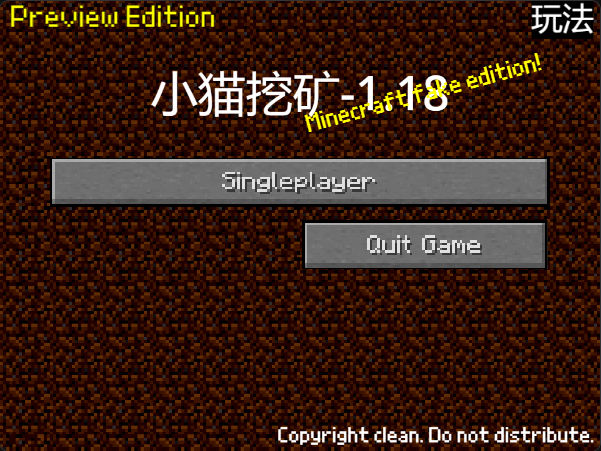 Preview Edition
玩法
小猫挖矿-1.18
Minecraft fake edition!
Singleplayer
Quit Game
Copyright clean. Do not distribute.